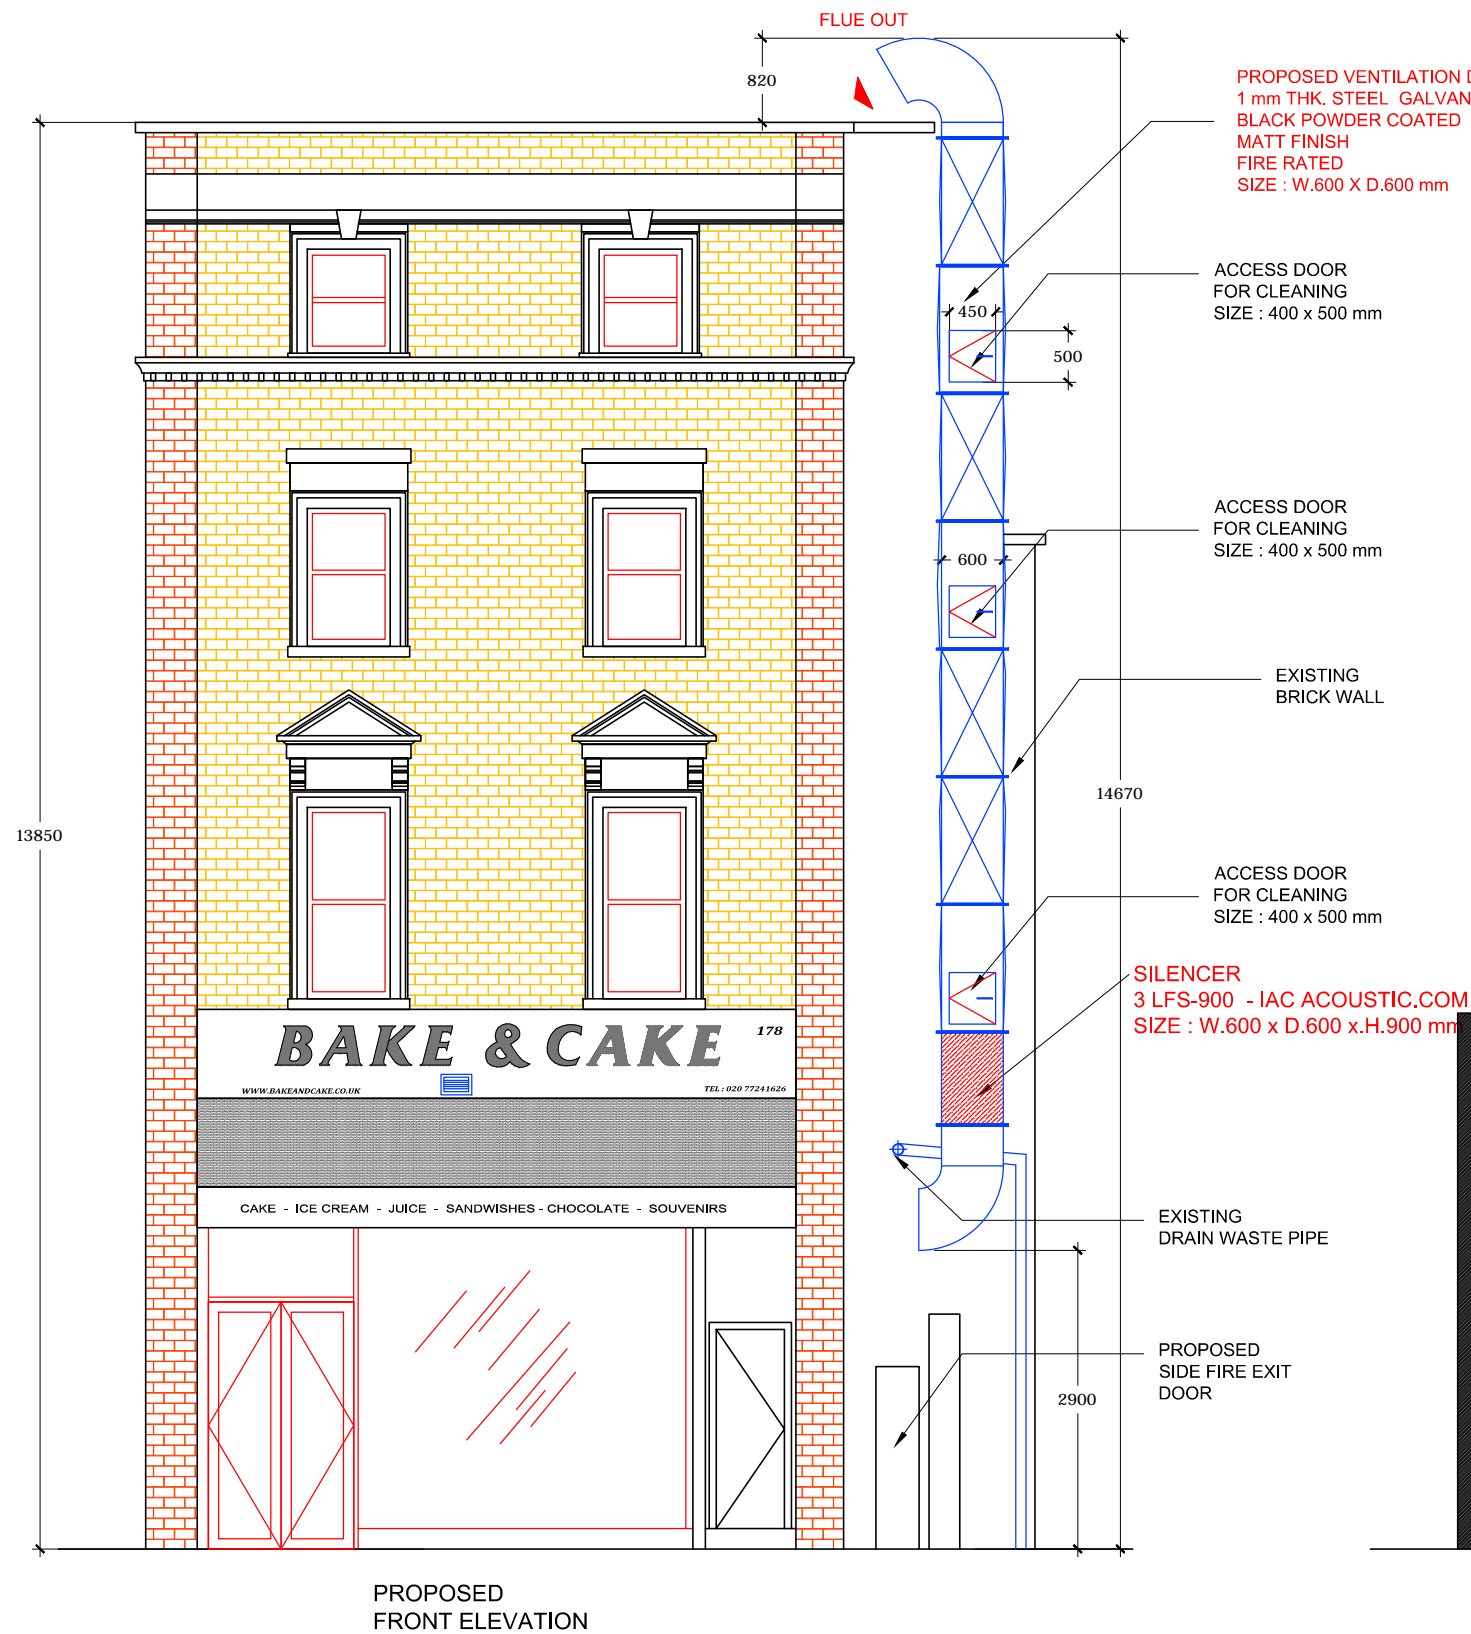 FLUE OUT
820
PROPOSED VENTILATION
1 mm THK. STEEL GALVAN
BLACK POWDER COATED
MATT FINISH
FIRE RATED
SIZE : W.600 X D.600 mm
ACCESS DOOR
FOR CLEANING
SIZE : 400 x 500 mm
450
500
ACCESS DOOR
FOR CLEANING
SIZE : 400 x 500 mm
600
EXISTING
BRICK WALL
14670
13850
ACCESS DOOR
FOR CLEANING
SIZE : 400 x 500 mm
SILENCER
3 LFS-900 - IAC ACOUSTIC.COM
SIZE : W.600 x D.600 x.H.900 mm
BAKE & CAKE
178
WWW.BAKEANDCAKE.CO.UK
TEL : 020 77241626
CAKE - ICE CREAM - JUICE - SANDWISHES - CHOCOLATE - SOUVENIRS
EXISTING
DRAIN WASTE PIPE
PROPOSED
SIDE FIRE EXIT
DOOR
2900
PROPOSED
FRONT ELEVATION